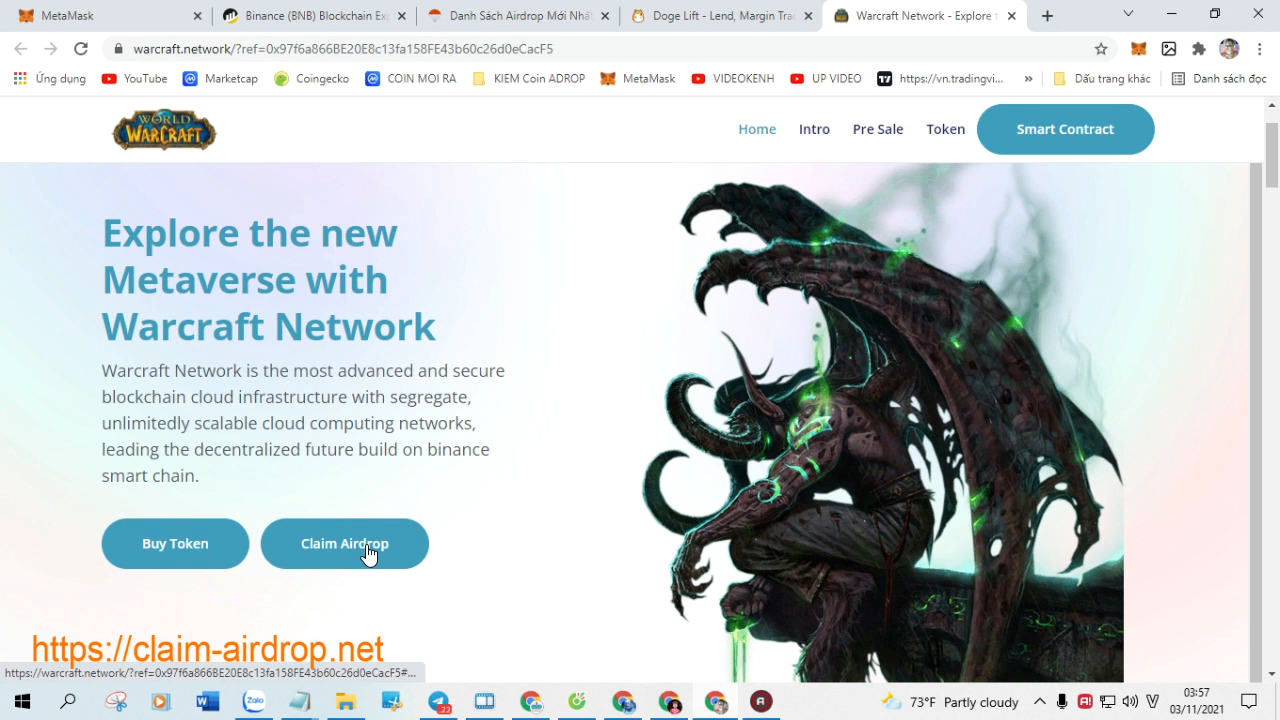 MetaMask
Binance (BNB) Blockchain Exp
Danh Sách Airdrop Mới Nhất
Doge Lift - Lend, Margin Tra
Warcraft Network - Explore t
warcraft.network/?ref=0x97f6a866BE20E8c13fa158FE43b60c26d0eCacF5
Ứng dụng
YouTube
Marketcap
Coingecko
COIN MOI RA
KIEM Coin ADROP
MetaMask
VIDEOKENH
UP VIDEO
https://vn.tradingvi...
»
Dấu trang khác
Danh sách đọc
WORLD
WARCRAFT
Home
Intro
Pre Sale
Token
Smart Contract
Explore the new
Metaverse with
Warcraft Network
Warcraft Network is the most advanced and secure
blockchain cloud infrastructure with segregate,
unlimitedly scalable cloud computing networks,
leading the decentralized future build on binance
smart chain.
Buy Token
Claim Airdrop
https://claim-airdrop.net
https://warcraft.network/?ref=0x97f6a866BE20E8c13fa158FE43b60c26d0eCacF5#...
Zalo
22
73°F Partly cloudy
03:57
03/11/2021